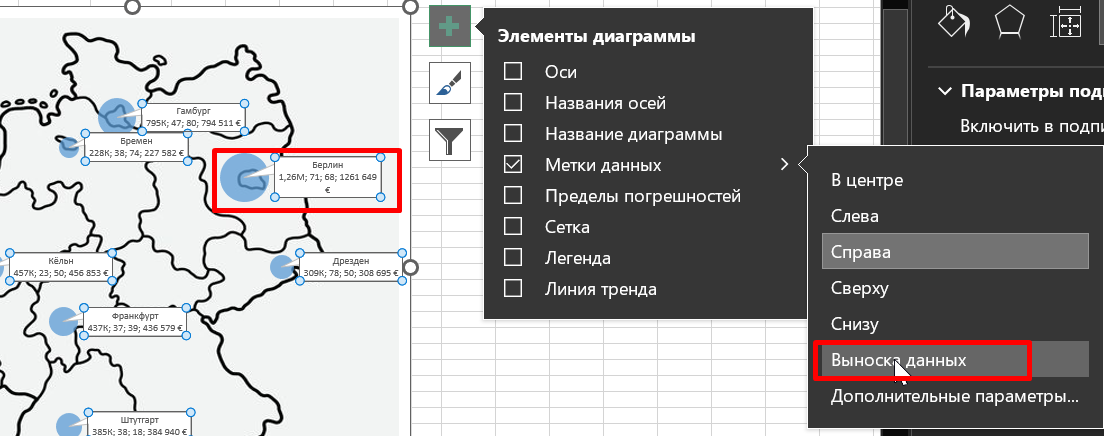 Гамбург
795K; 47; 80; 794 511 €
Бремен
228K; 38; 74; 227 582 €
Берлин
1,26M; 71; 68; 1261 649
€
Кёльн
457K; 23; 50; 456 853 €
Дрезден
309K; 78; 50; 308 695 €
Франкфурт
437K; 37; 39; 436 579 €
Штутгарт
385K; 38; 18; 384 940 €
Элементы диаграммы
Оси
Названия осей
Название диаграммы
Метки данных
Пределы погрешностей
Сетка
Легенда
Линия тренда
В центре
Слева
Справа
Сверху
Снизу
Выноска данных
Дополнительные параметры...
Параметры под
Включить в подпи